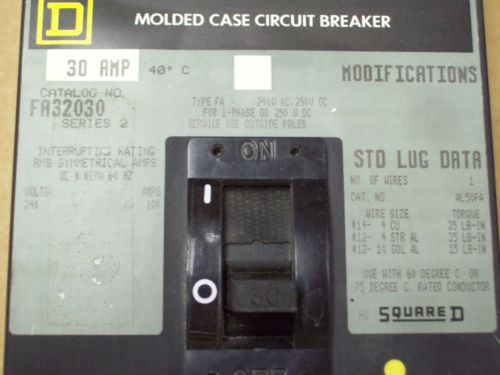 D
MOLDED CASE CIRCUIT BREAKER
30 AMP 40° C
MODIFICATIONS
CATALOG NO.
FA32030
SERIES 2
TYPE FA - 240V AC, 250V DC
FOR 1-PHASE OR 250 V DC
SERVICE USE OUTSIDE POLES
INTERRUPTING RATING
RMS SYMMETRICAL AMPS
UL & NEMA 60 HZ
VOLTS AMPS
240 10K
ON
I
O
30
OFF
STD LUG DATA
NO. OF WIRES 1
CAT. NO. AL50FA
WIRE SIZE TORQUE
#14- 4 CU 35 LB-IN
#12- 4 STR AL 35 LB-IN
#12- 10 SOL AL 15 LB-IN
USE WITH 60 DEGREE C. OR
75 DEGREE C. RATED CONDUCTOR
SQUARE D